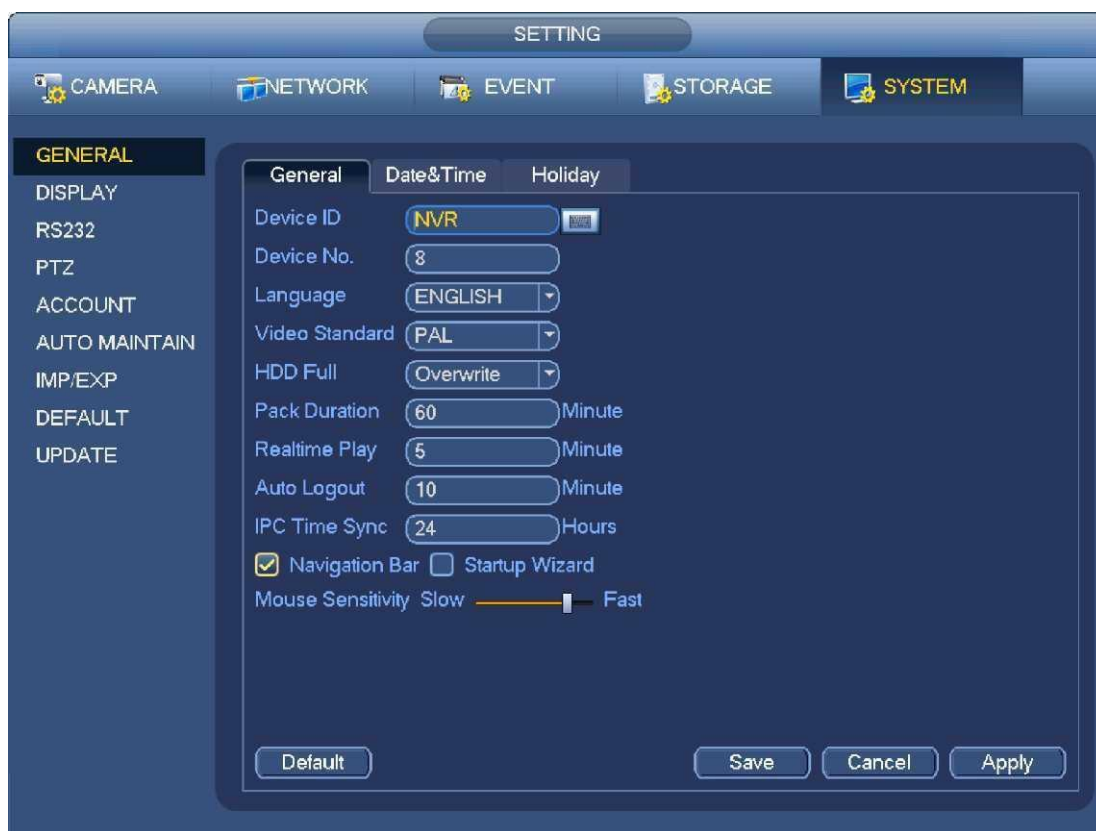 SETTING
CAMERA NETWORK EVENT STORAGE SYSTEM
GENERAL
DISPLAY
RS232
PTZ
ACCOUNT
AUTO MAINTAIN
IMP/EXP
DEFAULT
UPDATE
General Date&Time Holiday
Device ID NVR
Device No. 8
Language ENGLISH
Video Standard PAL
HDD Full Overwrite
Pack Duration 60 Minute
Realtime Play 5 Minute
Auto Logout 10 Minute
IPC Time Sync 24 Hours
Navigation Bar Startup Wizard
Mouse Sensitivity Slow Fast
Default Save Cancel Apply